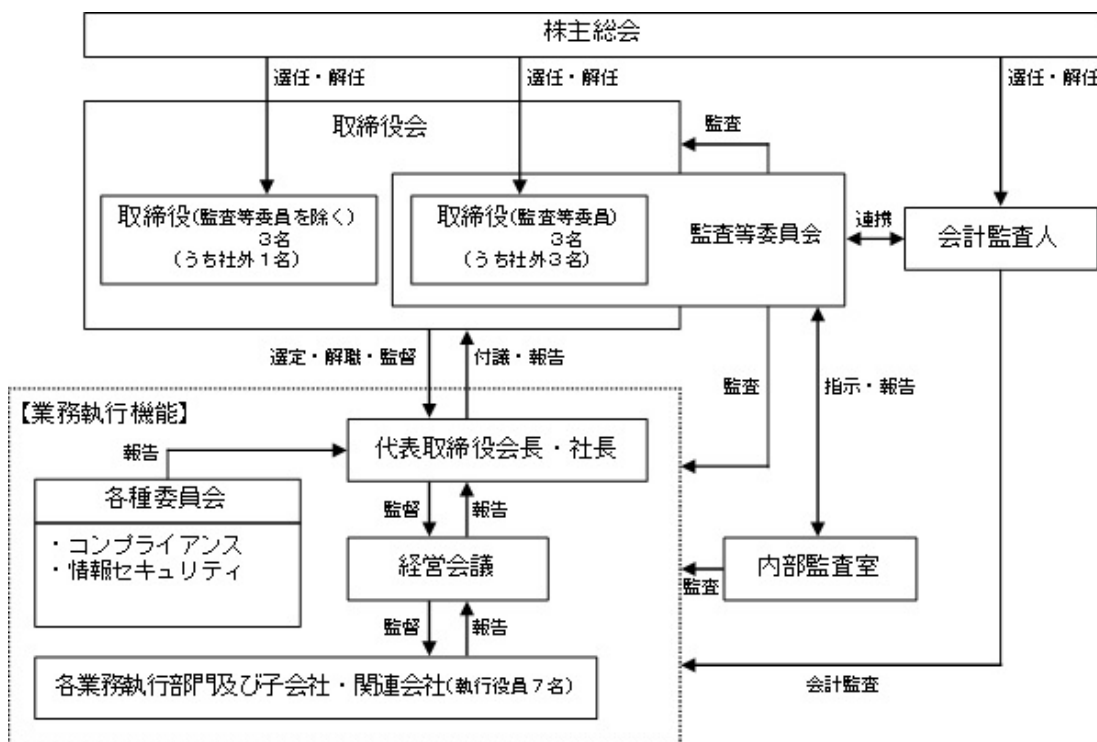 株主総会
選任・解任
選任・解任
選任・解任
取締役会
監査
取締役(監査等委員を除く)
３名
(うち社外１名)
取締役(監査等委員)
３名
(うち社外３名)
監査等委員会
連携
会計監査人
選定・解職・監督
付議・報告
監査
指示・報告
【業務執行機能】
報告
代表取締役会長・社長
各種委員会
・コンプライアンス
・情報セキュリティ
監督
報告
経営会議
監査
内部監査室
監督
報告
各業務執行部門及び子会社・関連会社(執行役員７名)
会計監査